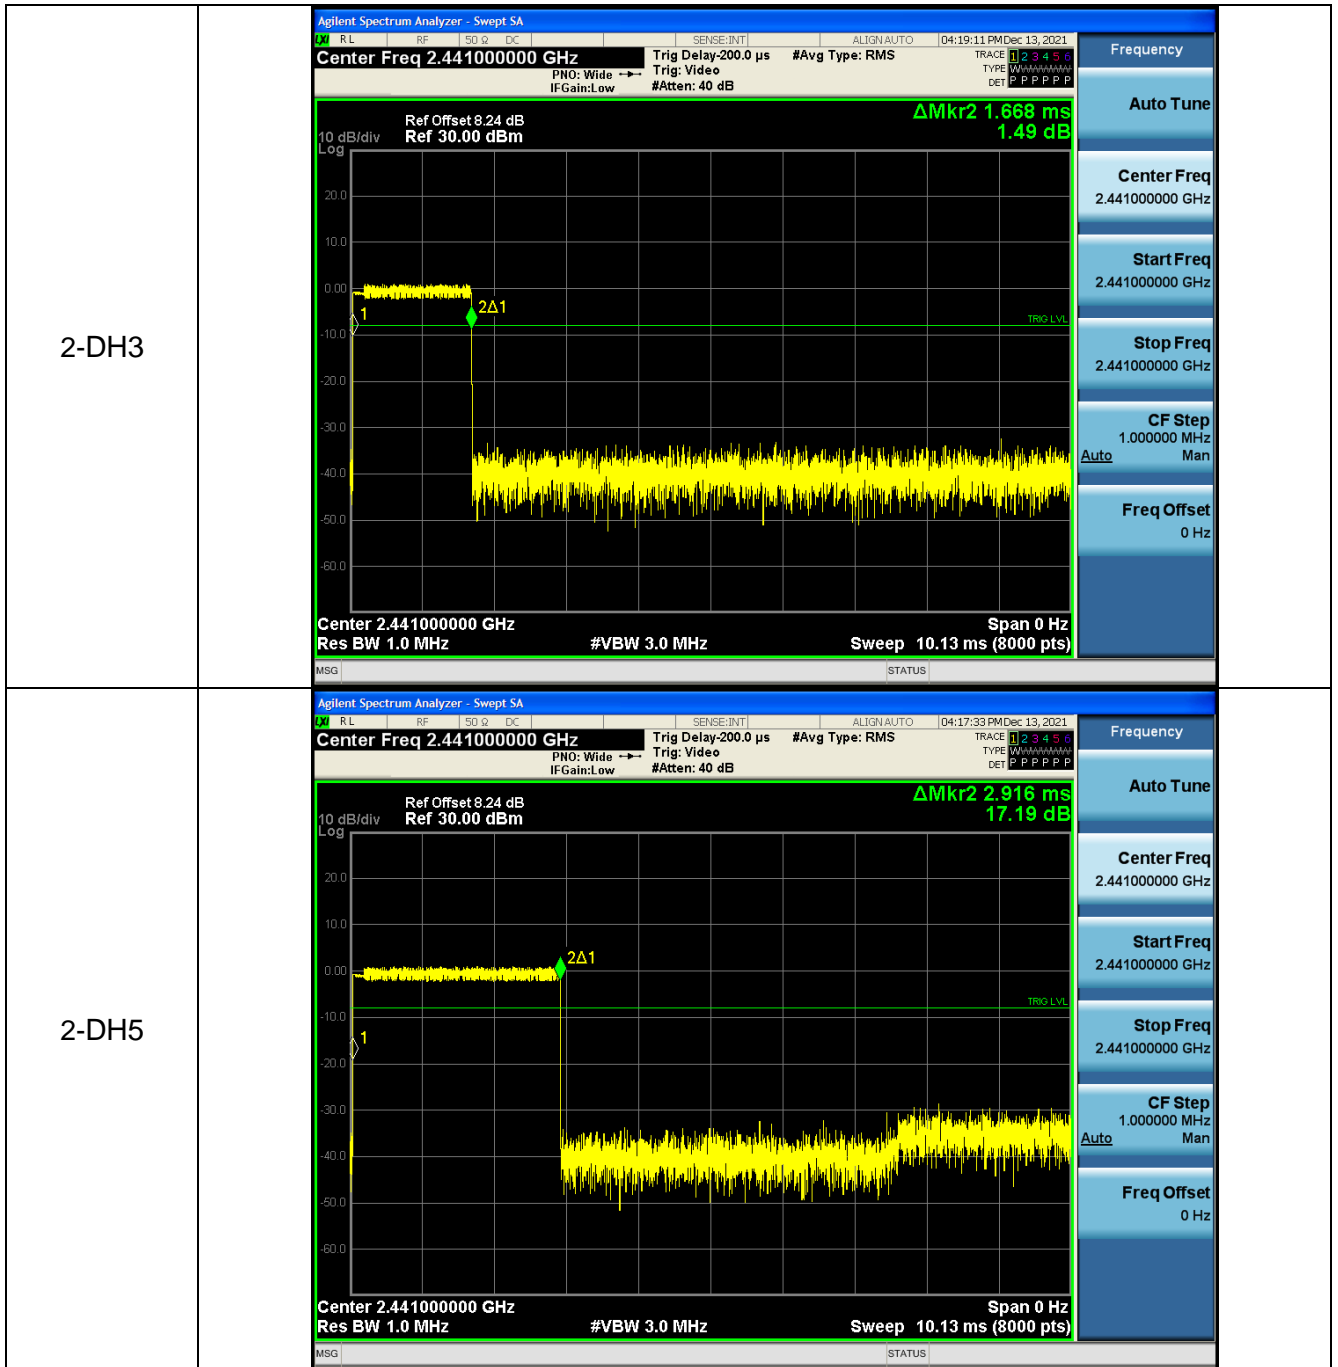 2-DH3
Agilent Spectrum Analyzer - Swept SA
LXI RL RF 50 Ω DC SENSE:INT ALIGN AUTO 04:19:11 PM Dec 13, 2021
Center Freq 2.441000000 GHz
PNO: Wide
IFGain:Low
Trig Delay-200.0 µs
Trig: Video
#Atten: 40 dB
#Avg Type: RMS
TRACE 1 2 3 4 5 6
TYPE WWWWWW
DET P P P P P P
ΔMkr2 1.668 ms
1.49 dB
Ref Offset 8.24 dB
10 dB/div Ref 30.00 dBm
Log
20.0
10.0
0.00
-10.0
-20.0
-30.0
-40.0
-50.0
-60.0
1
2Δ1
TRIG LVL
Center 2.441000000 GHz Span 0 Hz
Res BW 1.0 MHz #VBW 3.0 MHz Sweep 10.13 ms (8000 pts)
MSG STATUS
Frequency
Auto Tune
Center Freq
2.441000000 GHz
Start Freq
2.441000000 GHz
Stop Freq
2.441000000 GHz
CF Step
1.000000 MHz
Auto Man
Freq Offset
0 Hz
2-DH5
Agilent Spectrum Analyzer - Swept SA
LXI RL RF 50 Ω DC SENSE:INT ALIGN AUTO 04:17:33 PM Dec 13, 2021
Center Freq 2.441000000 GHz
PNO: Wide
IFGain:Low
Trig Delay-200.0 µs
Trig: Video
#Atten: 40 dB
#Avg Type: RMS
TRACE 1 2 3 4 5 6
TYPE WWWWWW
DET P P P P P P
ΔMkr2 2.916 ms
17.19 dB
Ref Offset 8.24 dB
10 dB/div Ref 30.00 dBm
Log
20.0
10.0
0.00
-10.0
-20.0
-30.0
-40.0
-50.0
-60.0
2Δ1
TRIG LVL
1
Center 2.441000000 GHz Span 0 Hz
Res BW 1.0 MHz #VBW 3.0 MHz Sweep 10.13 ms (8000 pts)
MSG STATUS
Frequency
Auto Tune
Center Freq
2.441000000 GHz
Start Freq
2.441000000 GHz
Stop Freq
2.441000000 GHz
CF Step
1.000000 MHz
Auto Man
Freq Offset
0 Hz